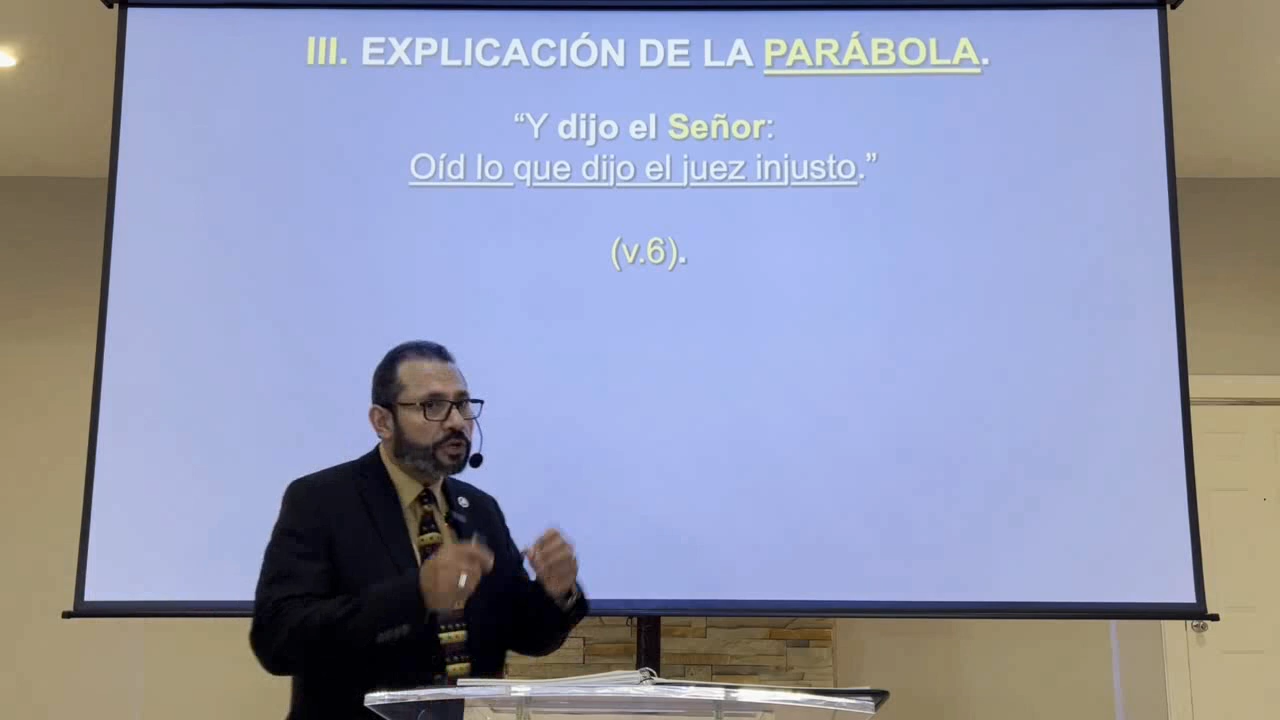 III. EXPLICACIÓN DE LA PARÁBOLA.
“Y dijo el Señor:
Oíd lo que dijo el juez injusto.”
(v.6).